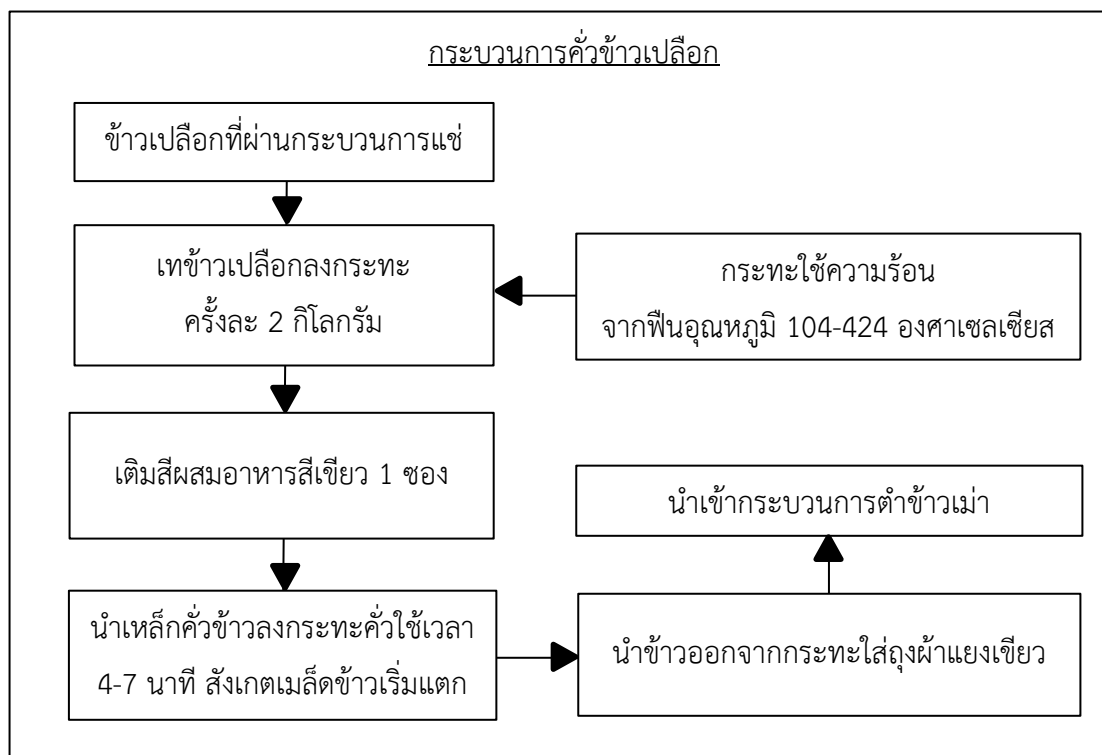 กระบวนการคั่วข้าวเปลือก
ข้าวเปลือกที่ผ่านกระบวนการแช่
เทข้าวเปลือกลงกระทะ
ครั้งละ 2 กิโลกรัม
กระทะใช้ความร้อน
จากฟืนอุณหภูมิ 104-424 องศาเซลเซียส
เติมสีผสมอาหารสีเขียว 1 ซอง
นำเหล็กคั่วข้าวลงกระทะคั่วใช้เวลา
4-7 นาที สังเกตเมล็ดข้าวเริ่มแตก
นำข้าวออกจากกระทะใส่ถุงผ้าแยงเขียว
นำเข้ากระบวนการตำข้าวเม่า